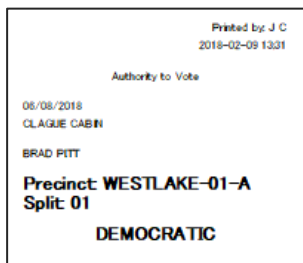 Printed by: J C
2018-02-09 13:31
Authority to Vote
06/08/2018
CLAGUE CABIN
BRAD PITT
Precinct: WESTLAKE-01-A
Split: 01
DEMOCRATIC